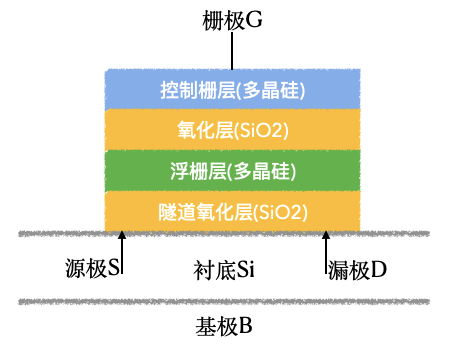 栅极G
控制栅层(多晶硅)
氧化层(SiO2)
浮栅层(多晶硅)
隧道氧化层(SiO2)
源极S
衬底Si
漏极D
基极B